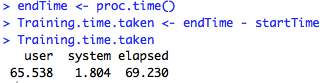 > endTime <- proc.time()
> Training.time.taken <- endTime - startTime
> Training.time.taken
user system elapsed
65.538 1.804 69.230